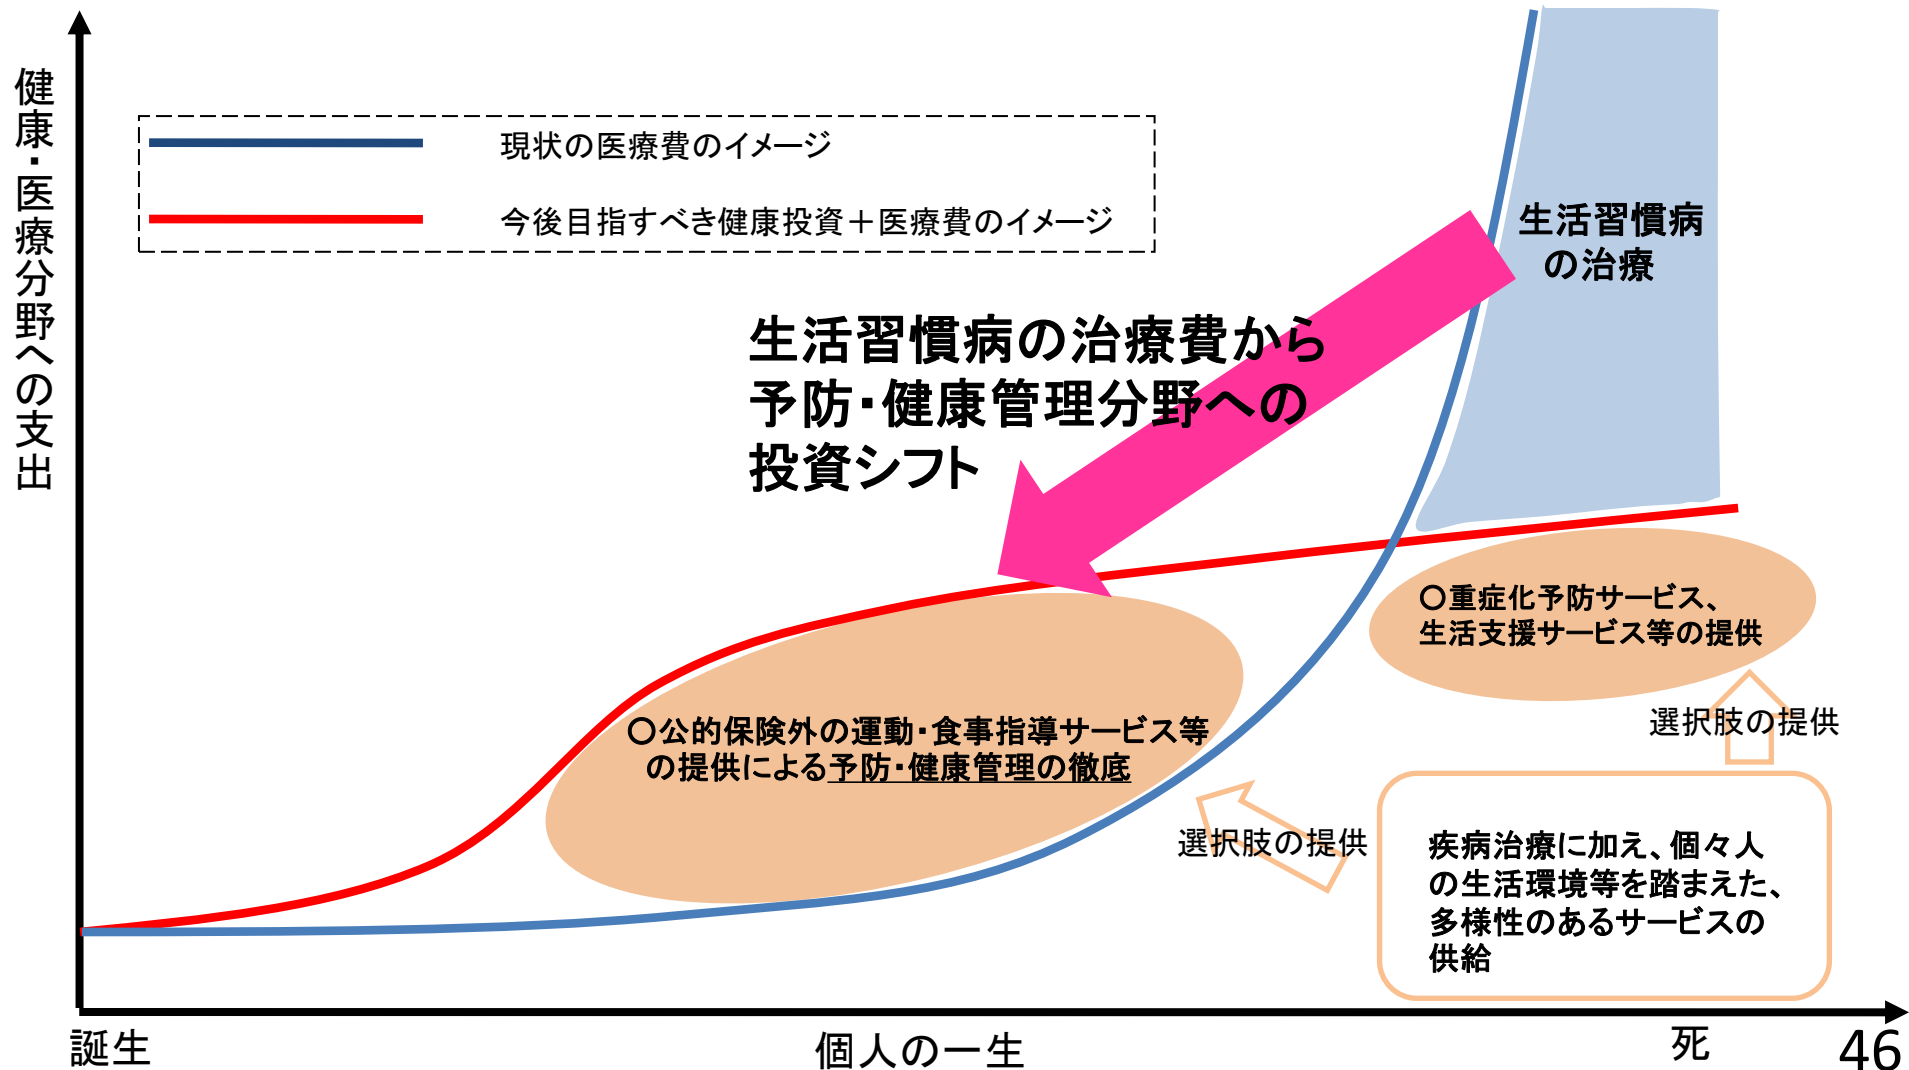 健康・医療分野への支出
現状の医療費のイメージ
今後目指すべき健康投資＋医療費のイメージ
生活習慣病
の治療
生活習慣病の治療費から
予防・健康管理分野への
投資シフト
○重症化予防サービス、
生活支援サービス等の提供
○公的保険外の運動・食事指導サービス等
の提供による予防・健康管理の徹底
選択肢の提供
選択肢の提供
疾病治療に加え、個々人
の生活環境等を踏まえた、
多様性のあるサービスの
供給
誕生
個人の一生
死
46